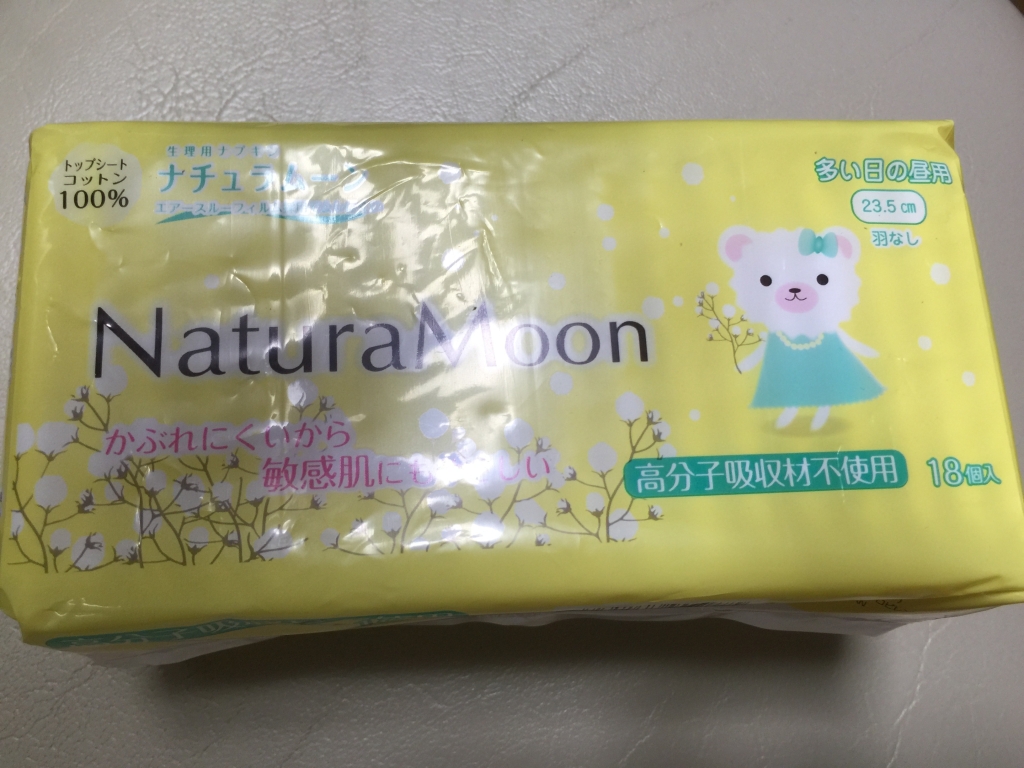 トップシート
コットン
100%
生理用ナプキン
ナチュラムーン
多い日の昼用
23.5cm
羽なし
NaturaMoon
かぶれにくいから
敏感肌にも
高分子吸収材不使用
18個入